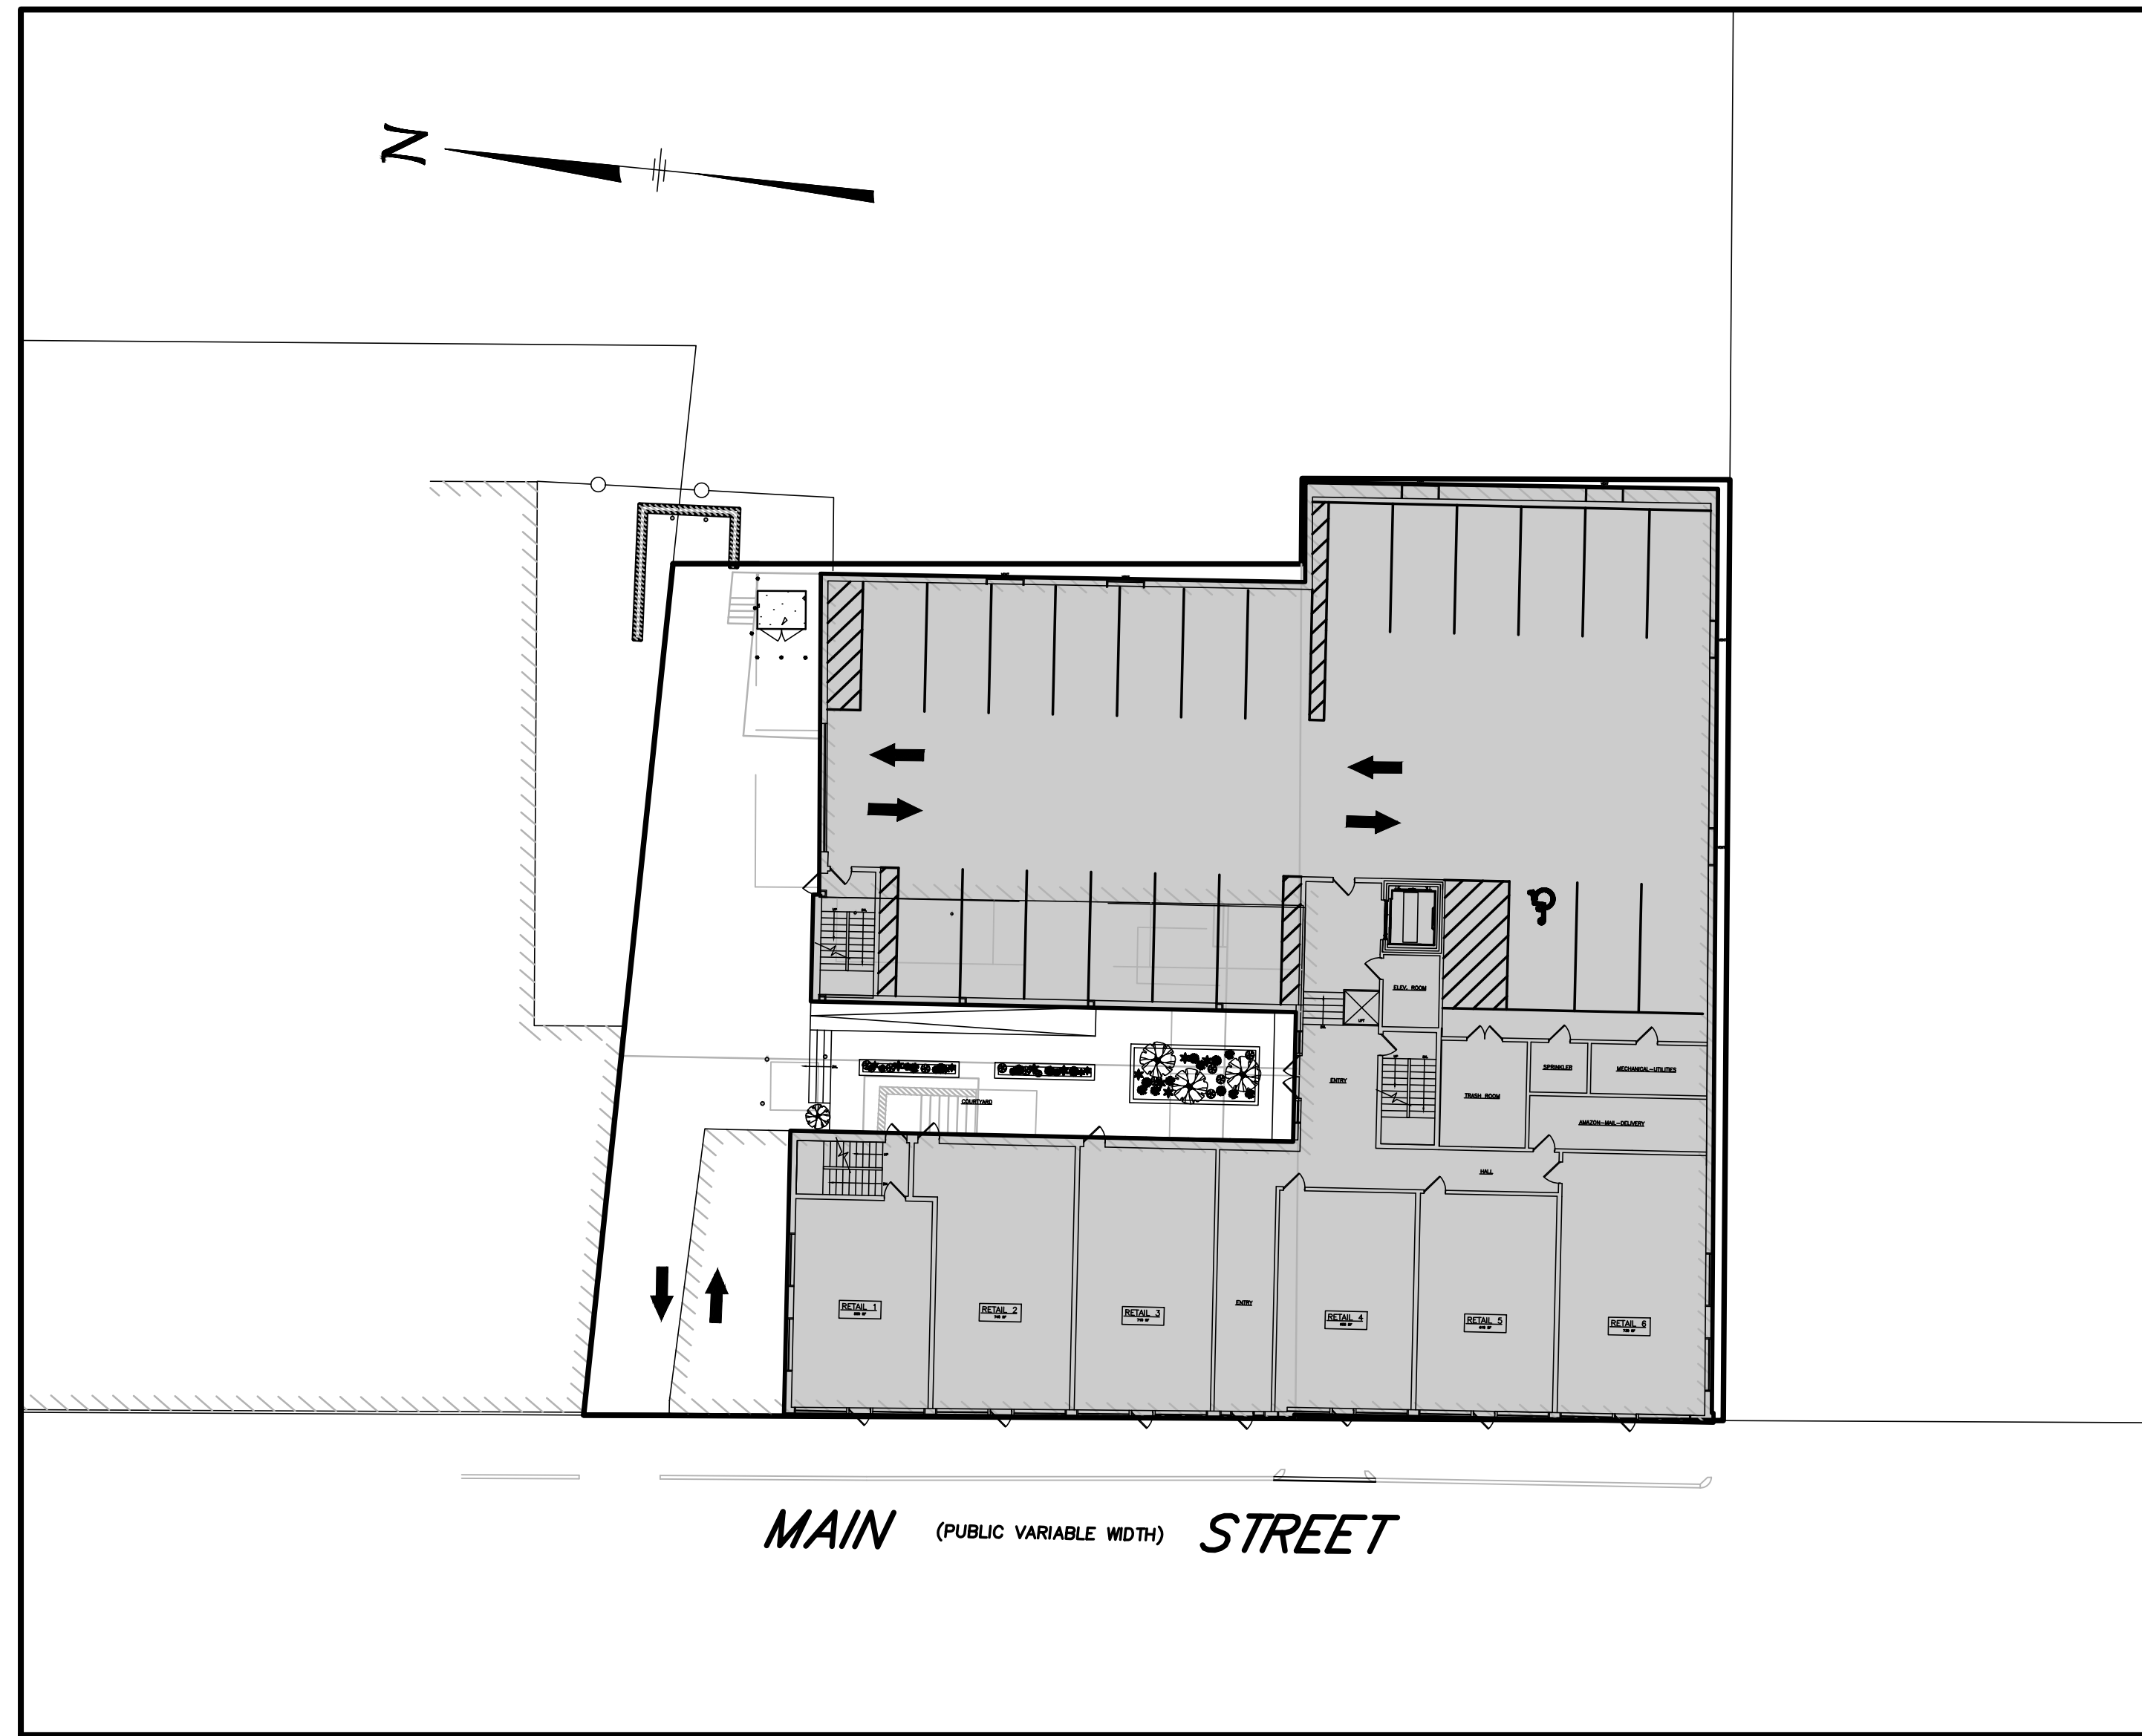 N
ELEV. ROOM
LIFT
ENTRY
SPRINKLER
MECHANICAL-UTILITIES
TRASH ROOM
COURTYARD
AMAZON-MAIL-DELIVERY
HALL
ENTRY
RETAIL 1
RETAIL 2
RETAIL 3
RETAIL 4
RETAIL 5
RETAIL 6
MAIN (PUBLIC VARIABLE WIDTH) STREET